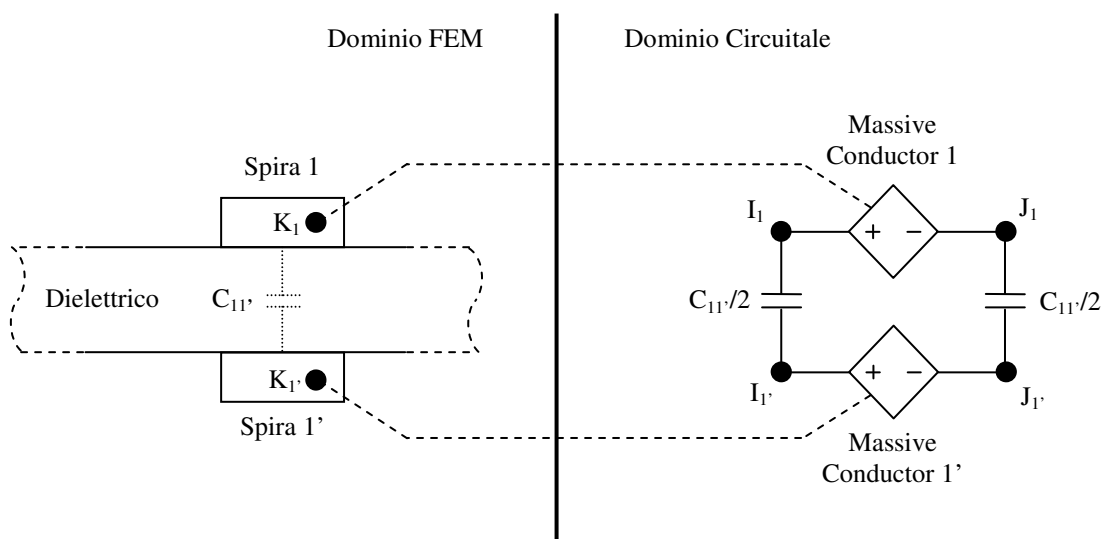 Dominio FEM
Dominio Circuitale
Massive
Conductor 1
Spira 1
K₁
I₁
+ −
J₁
Dielettrico
C₁₁’
C₁₁’/2
C₁₁’/2
K₁’
Spira 1’
I₁’
+ −
J₁’
Massive
Conductor 1’